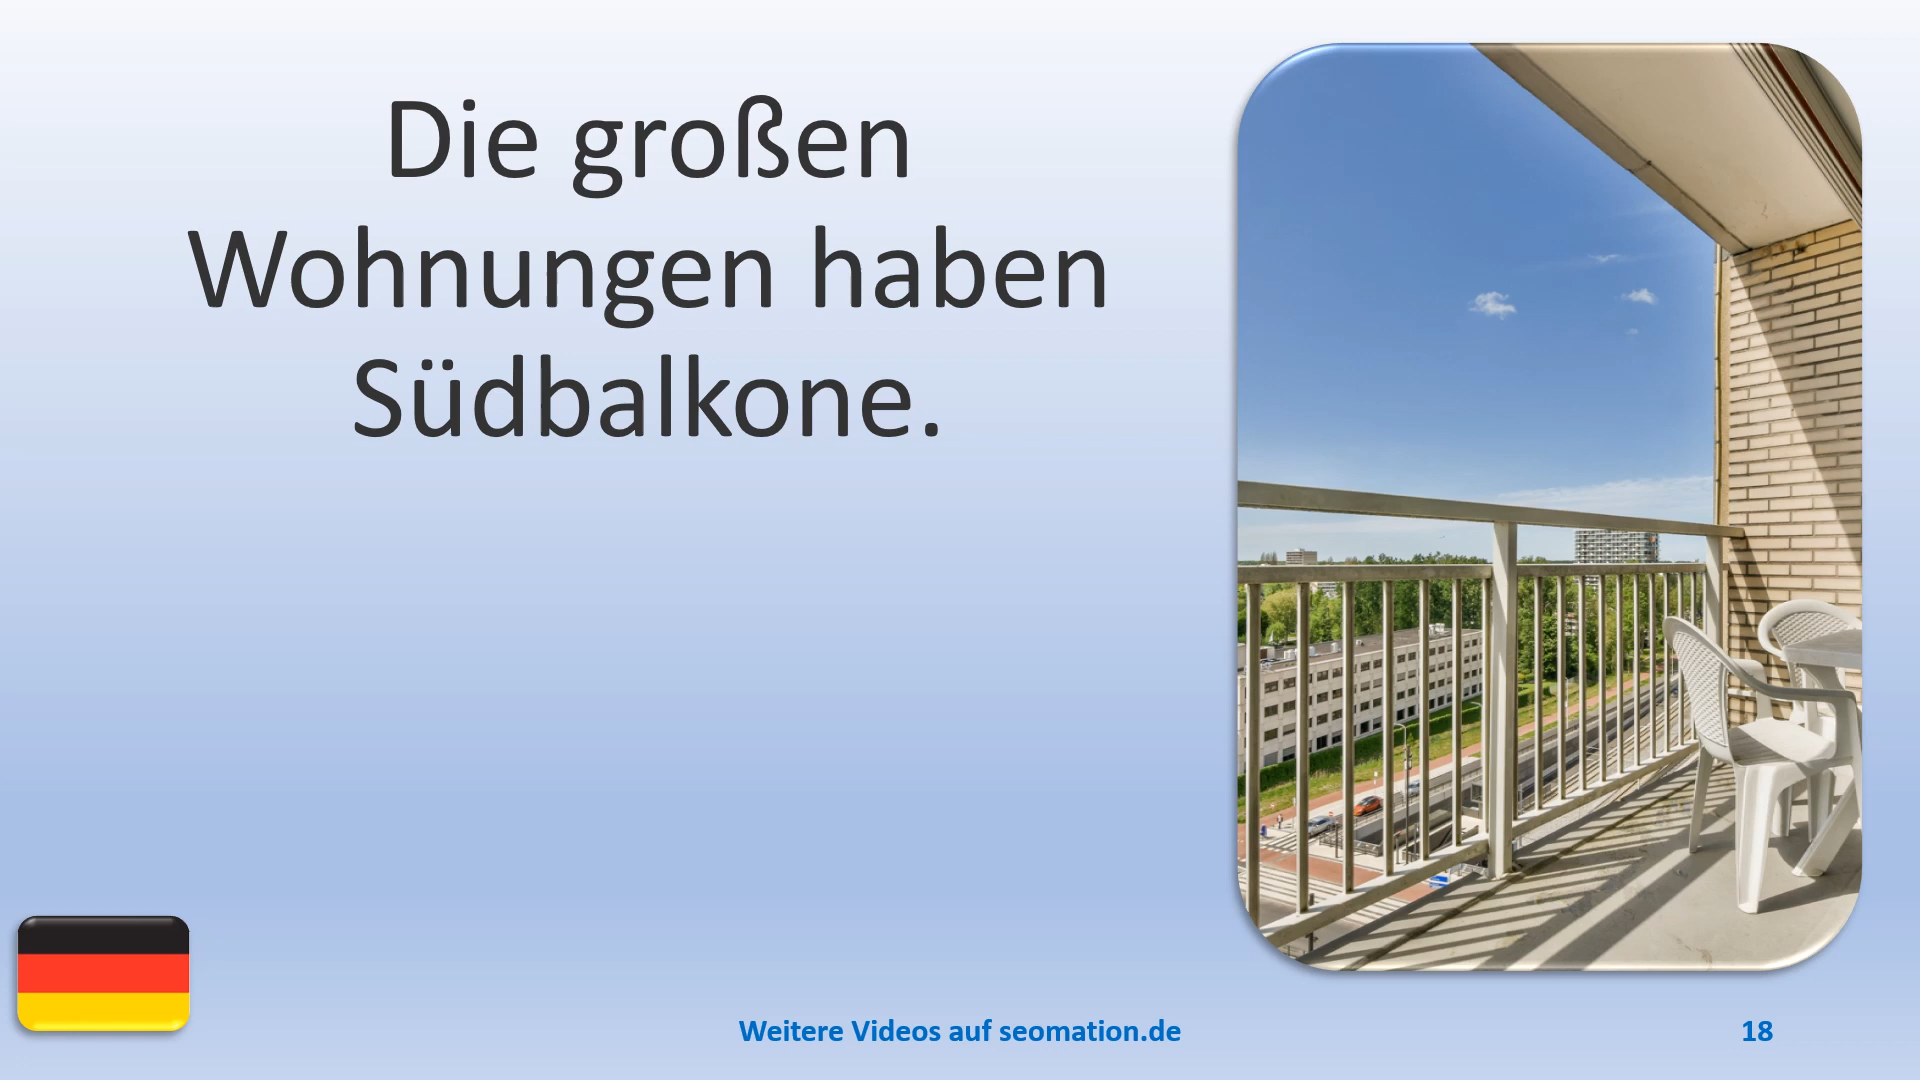 Die großen
Wohnungen haben
Südbalkone.
Weitere Videos auf seomation.de
18